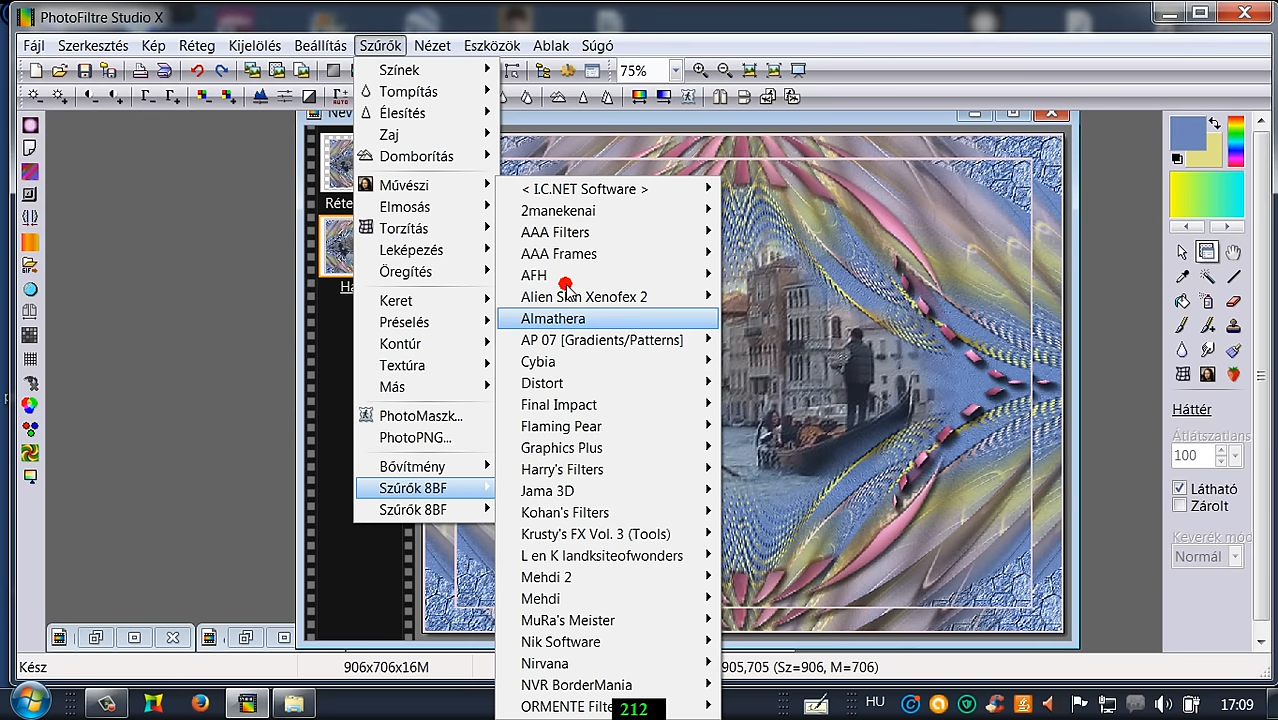 PhotoFiltre Studio X
Fájl Szerkesztés Kép Réteg Kijelölés Beállítás Szűrők Nézet Eszközök Ablak Súgó
75%
Színek
Tompítás
Élesítés
Zaj
Domborítás
Művészi
Elmosás
Torzítás
Leképezés
Öregítés
Keret
Préselés
Kontúr
Textúra
Más
PhotoMaszk...
PhotoPNG...
Bővítmény
Szűrők 8BF
Szűrők 8BF
< I.C.NET Software >
2manekenai
AAA Filters
AAA Frames
AFH
Alien Skin Xenofex 2
Almathera
AP 07 [Gradients/Patterns]
Cybia
Distort
Final Impact
Flaming Pear
Graphics Plus
Harry's Filters
Jama 3D
Kohan's Filters
Krusty's FX Vol. 3 (Tools)
L en K landksiteofwonders
Mehdi 2
Mehdi
MuRa's Meister
Nik Software
Nirvana
NVR BorderMania
ORMENTE
212
Háttér
Átlátszatlans
100
Látható
Zárolt
Keverék mód
Normál
Kész
906x706x16M
905,705 (Sz=906, M=706)
HU
17:09